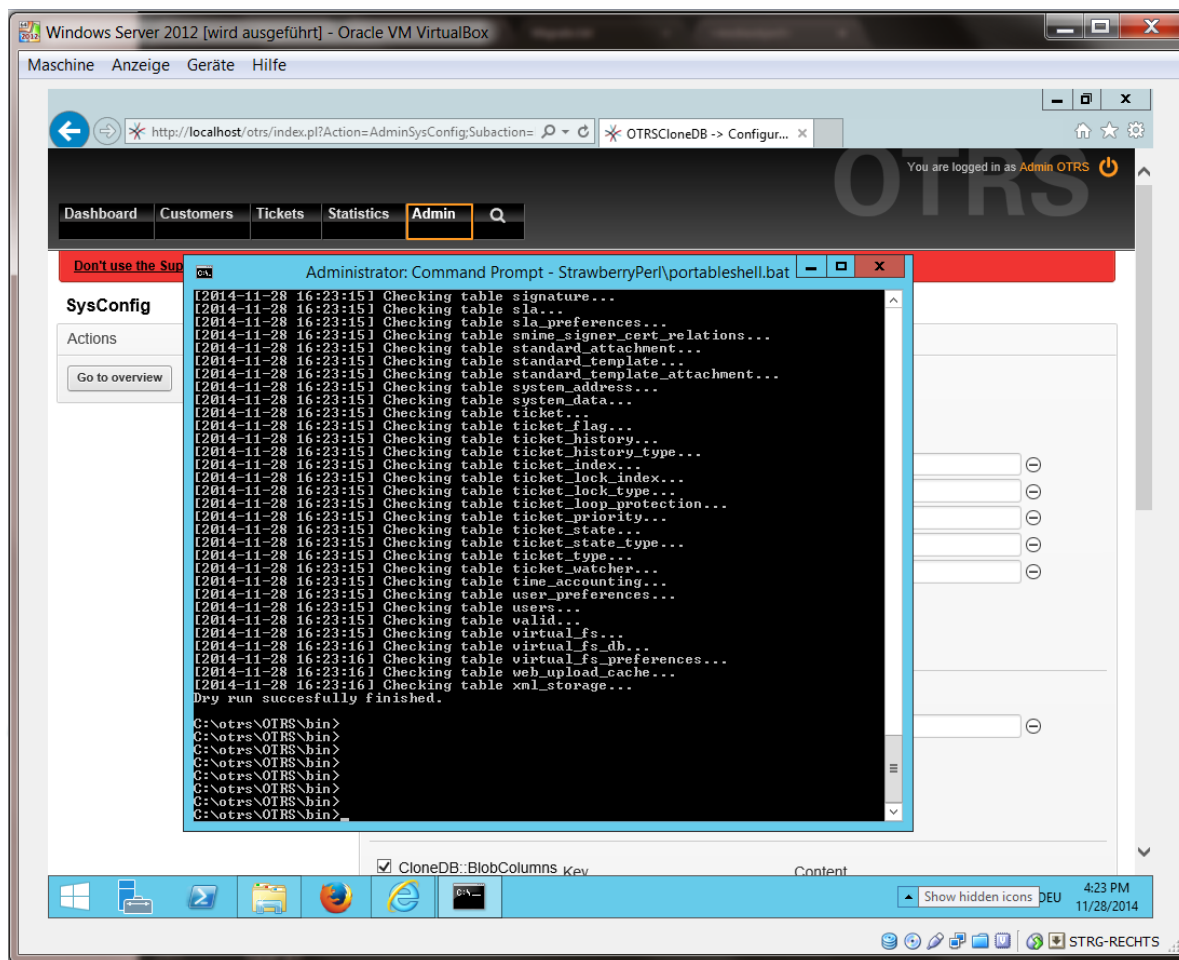 Windows Server 2012 [wird ausgeführt] - Oracle VM VirtualBox
Maschine Anzeige Geräte Hilfe
http://localhost/otrs/index.pl?Action=AdminSysConfig;Subaction=
OTRSCloneDB -> Configur...
OTRS
You are logged in as Admin OTRS
Dashboard Customers Tickets Statistics Admin
Don't use the Sup
SysConfig
Actions
Go to overview
Administrator: Command Prompt - StrawberryPerl\portableshell.bat
[2014-11-28 16:23:15] Checking table signature...
[2014-11-28 16:23:15] Checking table sla...
[2014-11-28 16:23:15] Checking table sla_preferences...
[2014-11-28 16:23:15] Checking table smime_signer_cert_relations...
[2014-11-28 16:23:15] Checking table standard_attachment...
[2014-11-28 16:23:15] Checking table standard_template...
[2014-11-28 16:23:15] Checking table standard_template_attachment...
[2014-11-28 16:23:15] Checking table system_address...
[2014-11-28 16:23:15] Checking table system_data...
[2014-11-28 16:23:15] Checking table ticket...
[2014-11-28 16:23:15] Checking table ticket_flag...
[2014-11-28 16:23:15] Checking table ticket_history...
[2014-11-28 16:23:15] Checking table ticket_history_type...
[2014-11-28 16:23:15] Checking table ticket_index...
[2014-11-28 16:23:15] Checking table ticket_lock_index...
[2014-11-28 16:23:15] Checking table ticket_lock_type...
[2014-11-28 16:23:15] Checking table ticket_loop_protection...
[2014-11-28 16:23:15] Checking table ticket_priority...
[2014-11-28 16:23:15] Checking table ticket_state...
[2014-11-28 16:23:15] Checking table ticket_state_type...
[2014-11-28 16:23:15] Checking table ticket_type...
[2014-11-28 16:23:15] Checking table ticket_watcher...
[2014-11-28 16:23:15] Checking table time_accounting...
[2014-11-28 16:23:15] Checking table user_preferences...
[2014-11-28 16:23:15] Checking table users...
[2014-11-28 16:23:15] Checking table valid...
[2014-11-28 16:23:15] Checking table virtual_fs...
[2014-11-28 16:23:16] Checking table virtual_fs_db...
[2014-11-28 16:23:16] Checking table virtual_fs_preferences...
[2014-11-28 16:23:16] Checking table web_upload_cache...
[2014-11-28 16:23:16] Checking table xml_storage...
Dry run succesfully finished.
C:\otrs\OTRS\bin>
C:\otrs\OTRS\bin>
C:\otrs\OTRS\bin>
C:\otrs\OTRS\bin>
C:\otrs\OTRS\bin>
C:\otrs\OTRS\bin>
C:\otrs\OTRS\bin>
C:\otrs\OTRS\bin>_
CloneDB::BlobColumns Key Content
Show hidden icons DEU
4:23 PM
11/28/2014
STRG-RECHTS